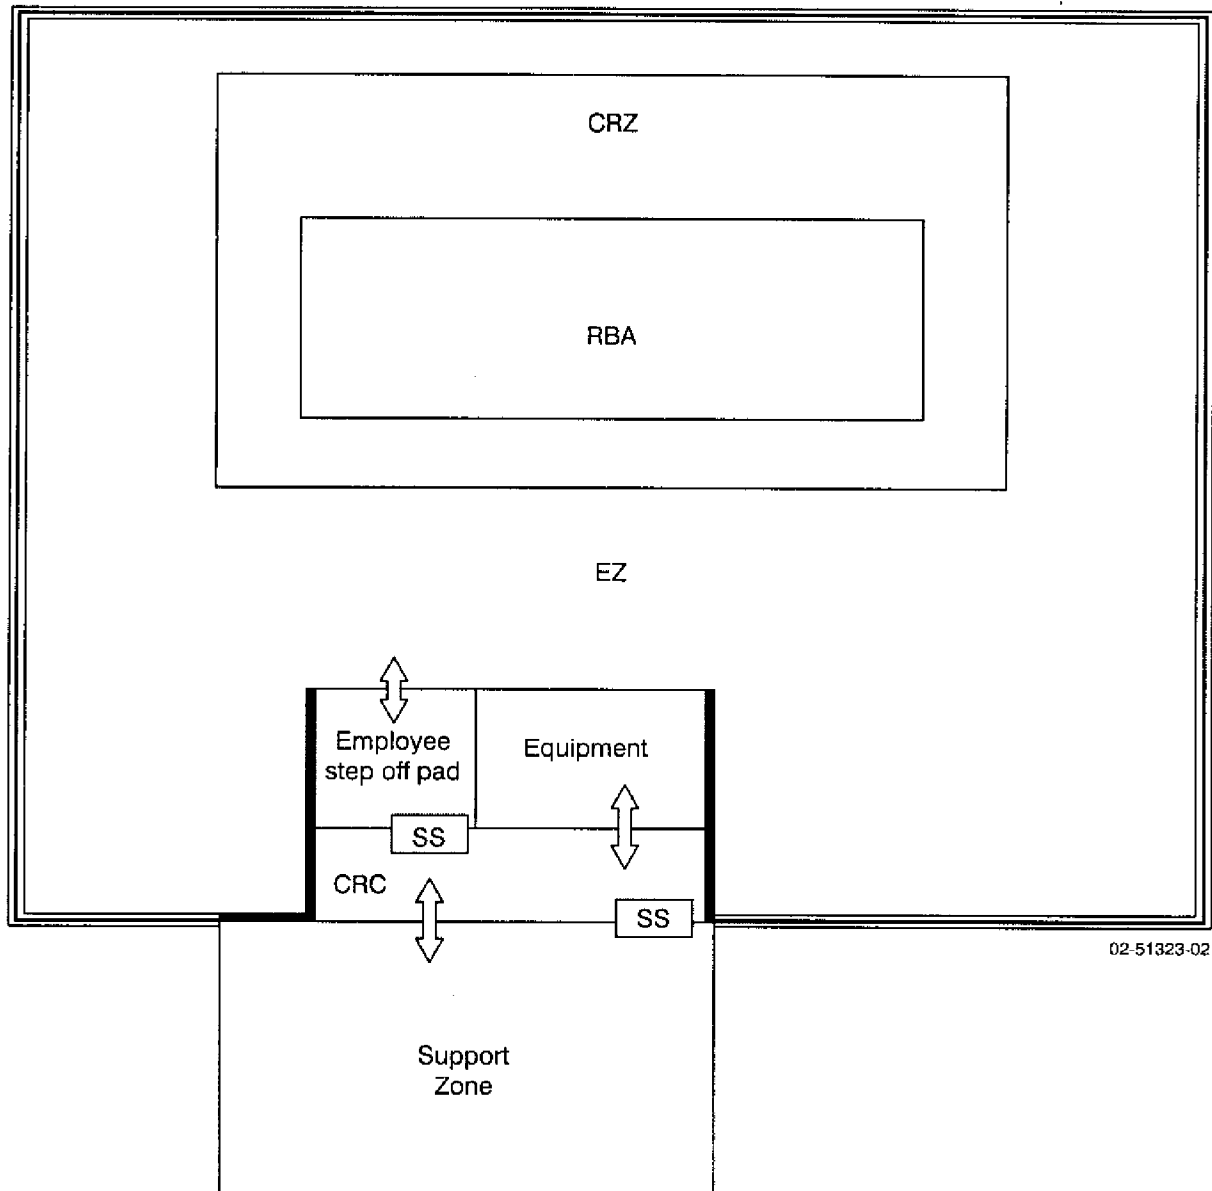 CRZ
RBA
EZ
Employee
step off pad
Equipment
SS
CRC
SS
02-51323-02
Support
Zone